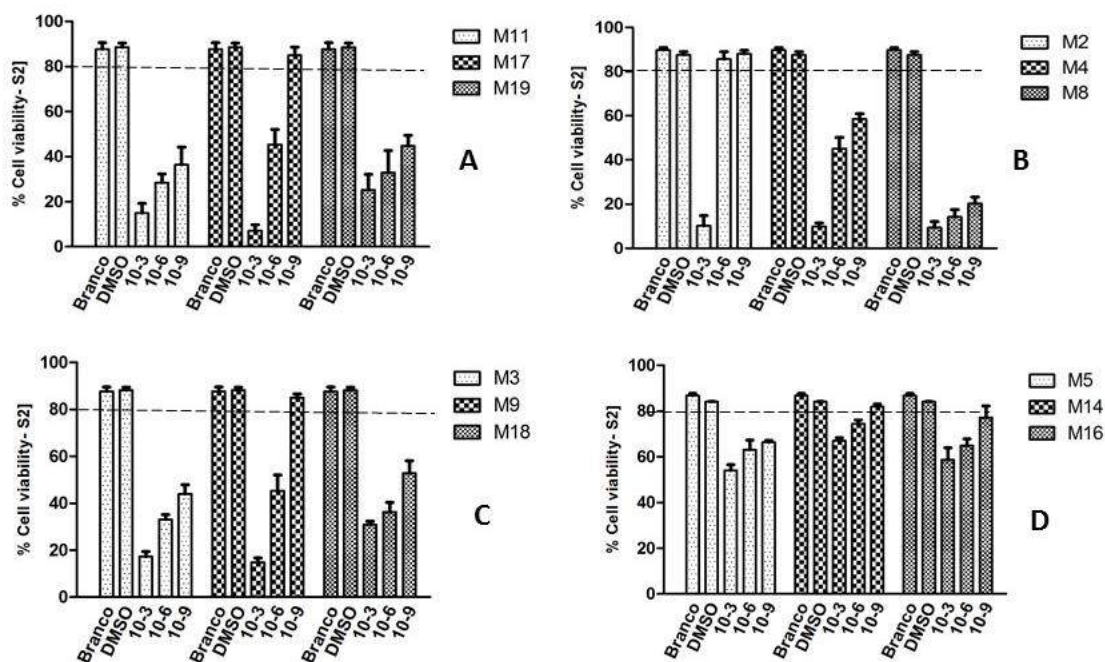 % Cell viability- S2]
100
80
60
40
20
0
Branco
DMSO
10-3
10-6
10-9
Branco
DMSO
10-3
10-6
10-9
Branco
DMSO
10-3
10-6
10-9
M11
M17
M19
A
% Cell viability- S2]
100
80
60
40
20
0
Branco
DMSO
10-3
10-6
10-9
Branco
DMSO
10-3
10-6
10-9
Branco
DMSO
10-3
10-6
10-9
M2
M4
M8
B
% Cell viability- S2]
100
80
60
40
20
0
Branco
DMSO
10-3
10-6
10-9
Branco
DMSO
10-3
10-6
10-9
Branco
DMSO
10-3
10-6
10-9
M3
M9
M18
C
% Cell viability- S2]
100
80
60
40
20
0
Branco
DMSO
10-3
10-6
10-9
Branco
DMSO
10-3
10-6
10-9
Branco
DMSO
10-3
10-6
10-9
M5
M14
M16
D